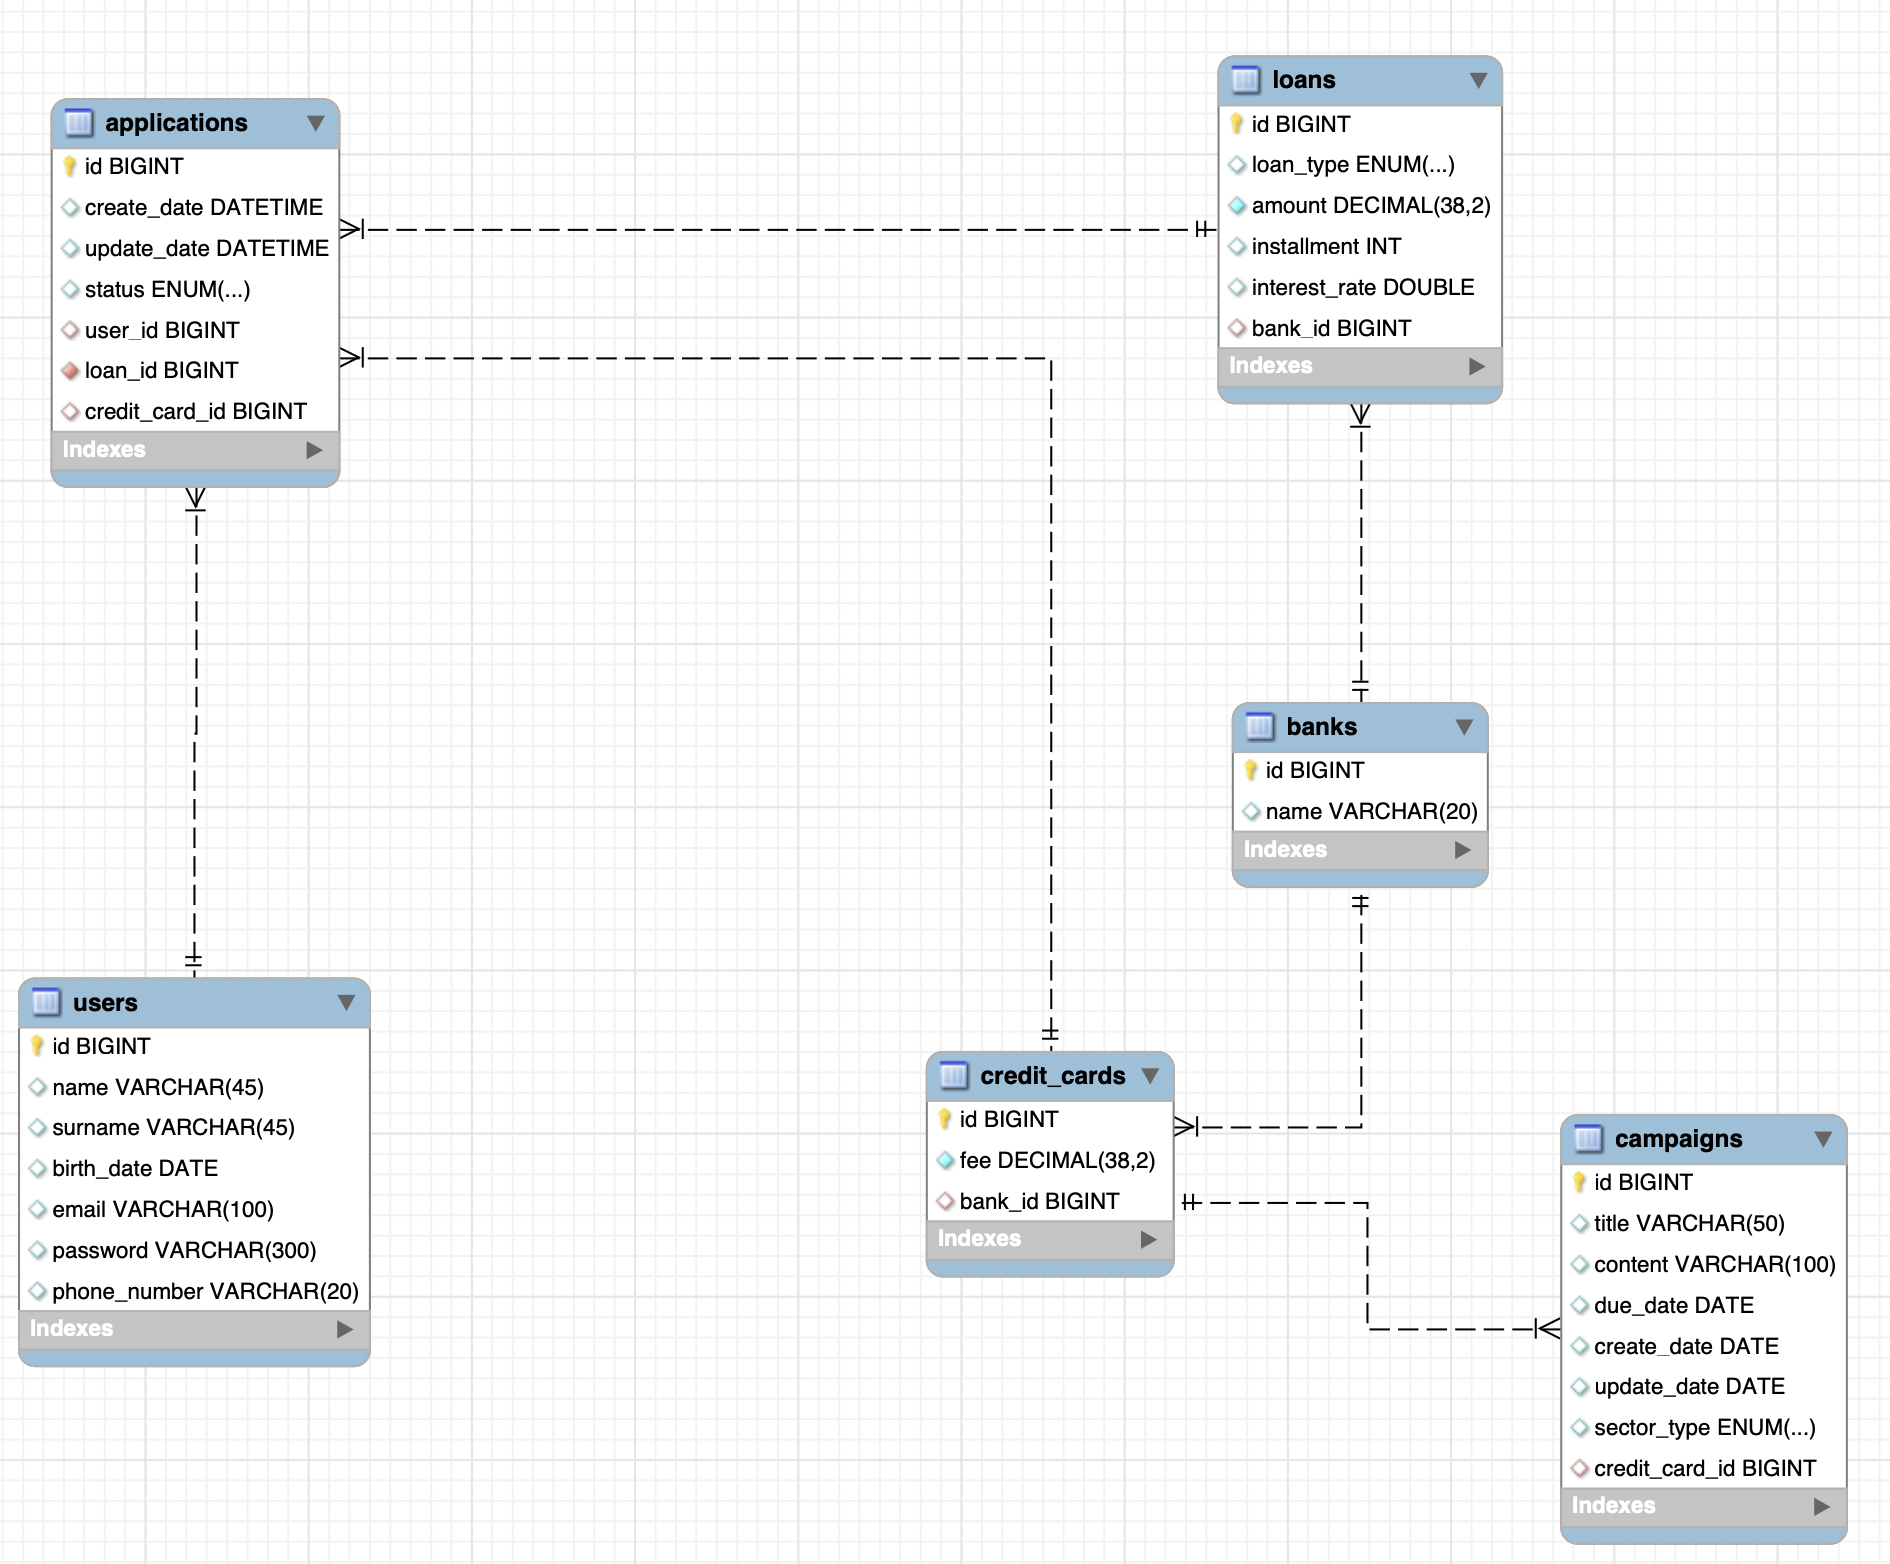 applications
id BIGINT
create_date DATETIME
update_date DATETIME
status ENUM(...)
user_id BIGINT
loan_id BIGINT
credit_card_id BIGINT
Indexes
loans
id BIGINT
loan_type ENUM(...)
amount DECIMAL(38,2)
installment INT
interest_rate DOUBLE
bank_id BIGINT
Indexes
banks
id BIGINT
name VARCHAR(20)
Indexes
users
id BIGINT
name VARCHAR(45)
surname VARCHAR(45)
birth_date DATE
email VARCHAR(100)
password VARCHAR(300)
phone_number VARCHAR(20)
Indexes
credit_cards
id BIGINT
fee DECIMAL(38,2)
bank_id BIGINT
Indexes
campaigns
id BIGINT
title VARCHAR(50)
content VARCHAR(100)
due_date DATE
create_date DATE
update_date DATE
sector_type ENUM(...)
credit_card_id BIGINT
Indexes